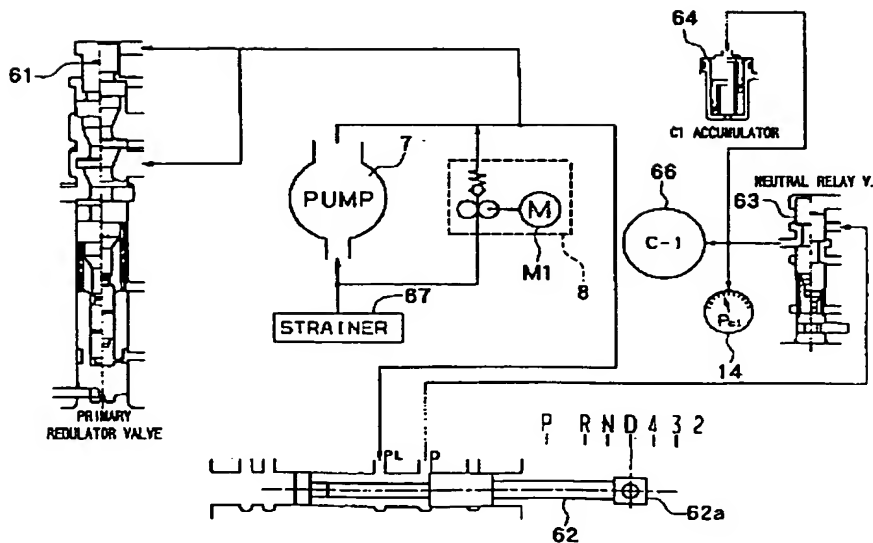 61
64
C1 ACCUMULATOR
7
66
NEUTRAL RELAY V.
63
PUMP
M
C-1
M1
8
67
STRAINER
Pc1
14
PRIMARY
REDULATOR VALVE
P R N D 4 3 2
PL
D
62
62a